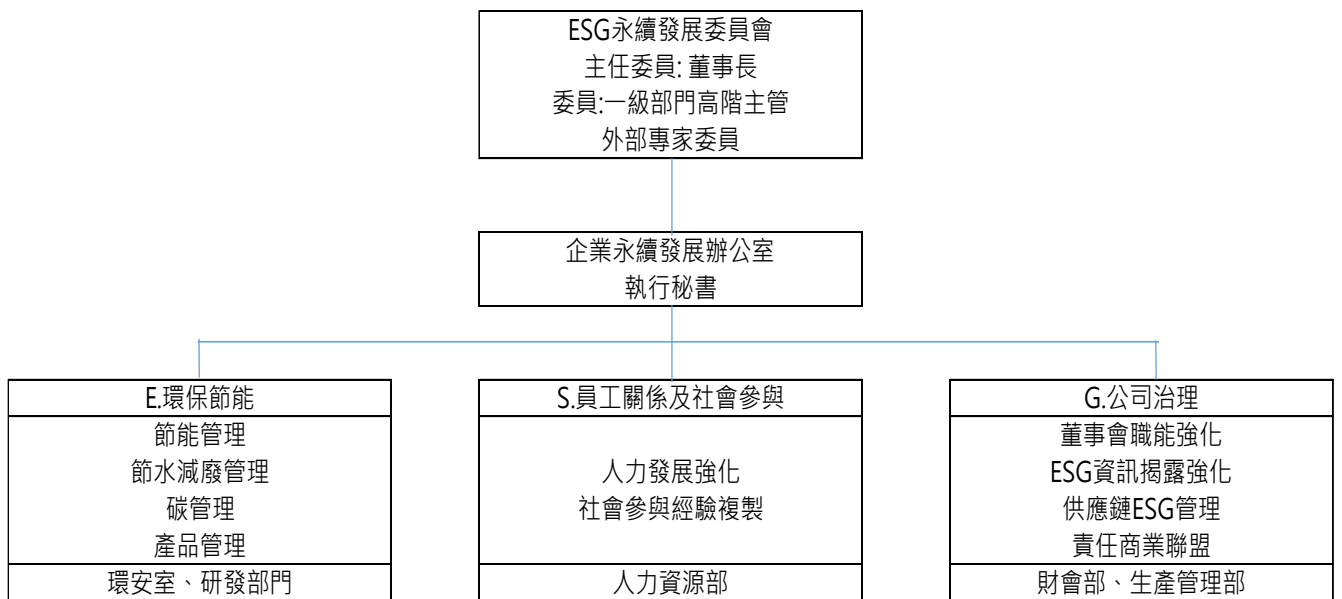 ESG永續發展委員會
主任委員: 董事長
委員:一級部門高階主管
外部專家委員
企業永續發展辦公室
執行秘書
E.環保節能
節能管理
節水減廢管理
碳管理
產品管理
環安室、研發部門
S.員工關係及社會參與
人力發展強化
社會參與經驗複製
人力資源部
G.公司治理
董事會職能強化
ESG資訊揭露強化
供應鏈ESG管理
責任商業聯盟
財會部、生產管理部